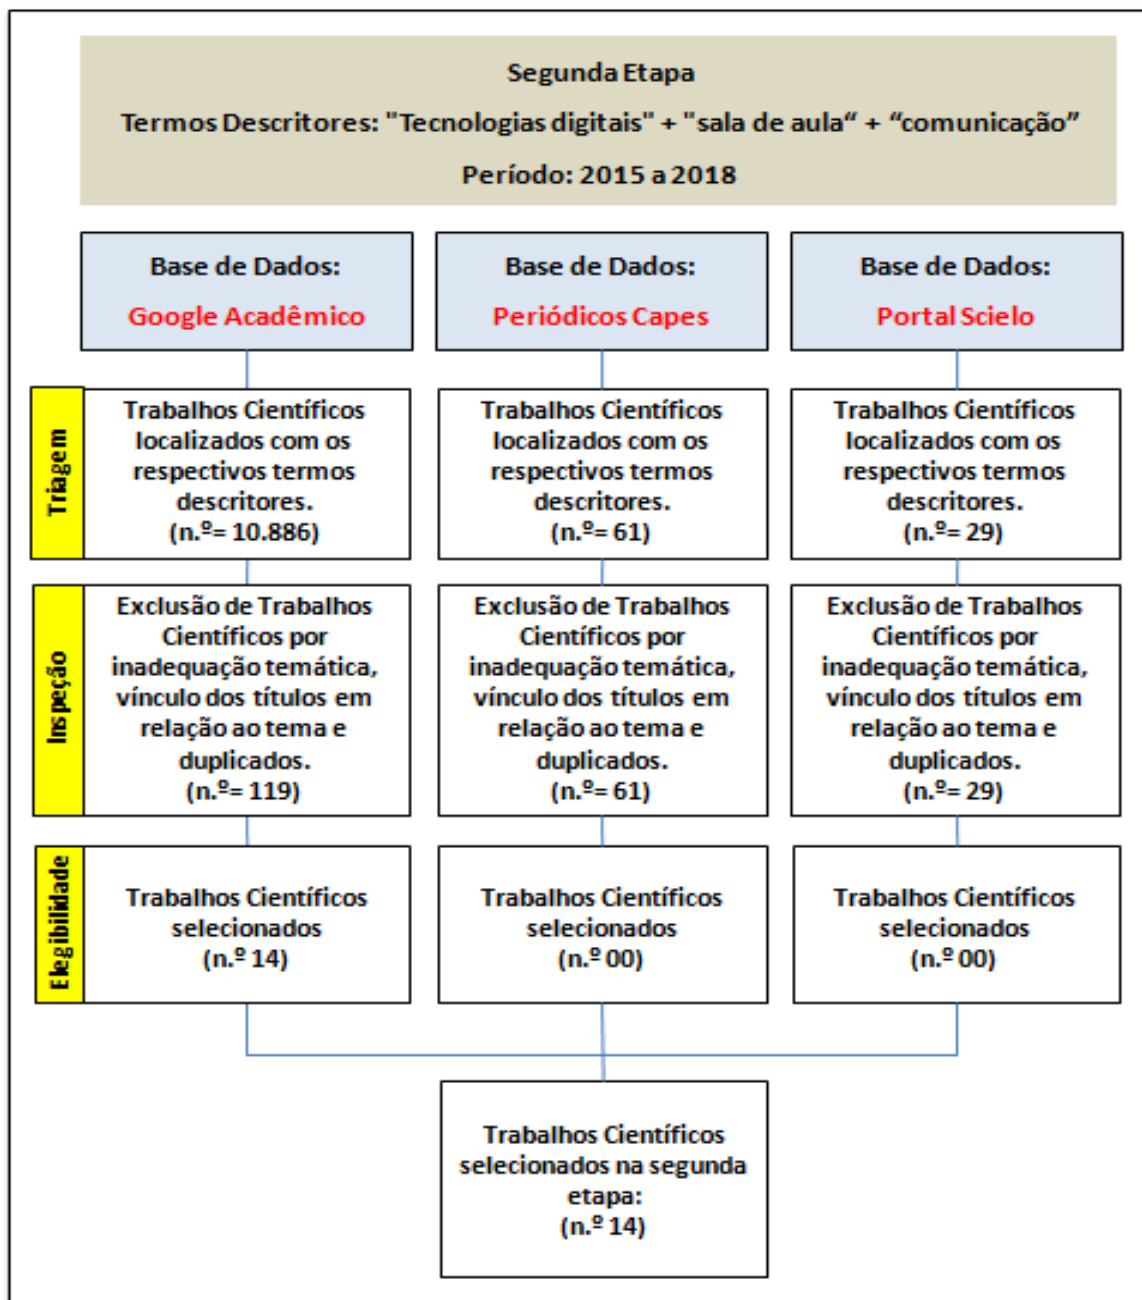 Segunda Etapa
Termos Descritores: "Tecnologias digitais" + "sala de aula“ + “comunicação”
Período: 2015 a 2018
Base de Dados:
Google Acadêmico
Base de Dados:
Periódicos Capes
Base de Dados:
Portal Scielo
Triagem
Trabalhos Científicos
localizados com os
respectivos termos
descritores.
(n.º= 10.886)
Trabalhos Científicos
localizados com os
respectivos termos
descritores.
(n.º= 61)
Trabalhos Científicos
localizados com os
respectivos termos
descritores.
(n.º= 29)
Inspeção
Exclusão de Trabalhos
Científicos por
inadequação temática,
vínculo dos títulos em
relação ao tema e
duplicados.
(n.º= 119)
Exclusão de Trabalhos
Científicos por
inadequação temática,
vínculo dos títulos em
relação ao tema e
duplicados.
(n.º= 61)
Exclusão de Trabalhos
Científicos por
inadequação temática,
vínculo dos títulos em
relação ao tema e
duplicados.
(n.º= 29)
Elegibilidade
Trabalhos Científicos
selecionados
(n.º 14)
Trabalhos Científicos
selecionados
(n.º 00)
Trabalhos Científicos
selecionados
(n.º 00)
Trabalhos Científicos
selecionados na segunda
etapa:
(n.º 14)